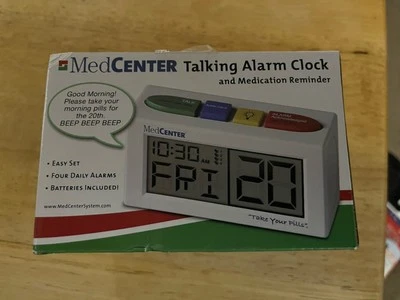 MedCENTER Talking Alarm Clock
and Medication Reminder
Good Morning!
Please take your
morning pills for
the 20th.
BEEP BEEP BEEP
• EASY SET
• FOUR DAILY ALARMS
• BATTERIES INCLUDED!
www.MedCenterSystem.com
MedCENTER
10:30 AM
FRI 20
"Take Your Pills"